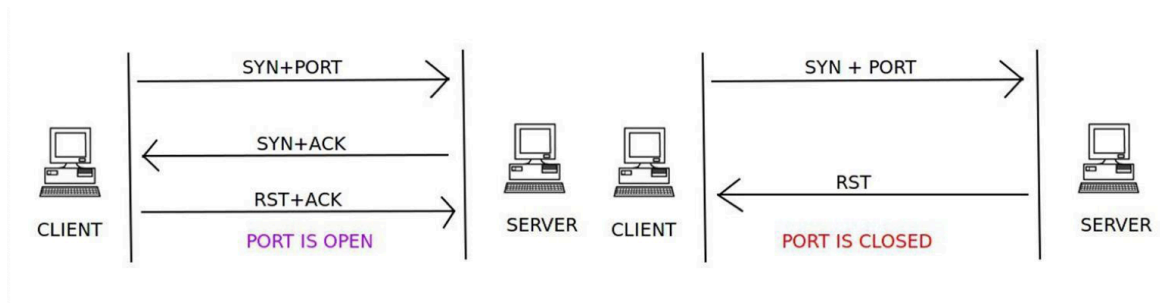 SYN+PORT
SYN+ACK
RST+ACK
CLIENT
SERVER
PORT IS OPEN
SYN + PORT
RST
CLIENT
SERVER
PORT IS CLOSED